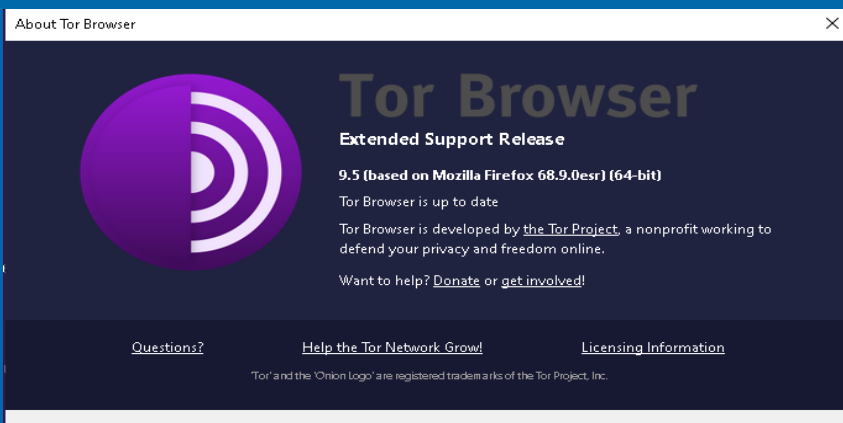 About Tor Browser
Tor Browser
Extended Support Release
9.5 (based on Mozilla Firefox 68.9.0esr) (64-bit)
Tor Browser is up to date
Tor Browser is developed by the Tor Project, a nonprofit working to
defend your privacy and freedom online.
Want to help? Donate or get involved!
Questions? Help the Tor Network Grow! Licensing Information
'Tor' and the 'Onion Logo' are registered trademarks of the Tor Project, Inc.